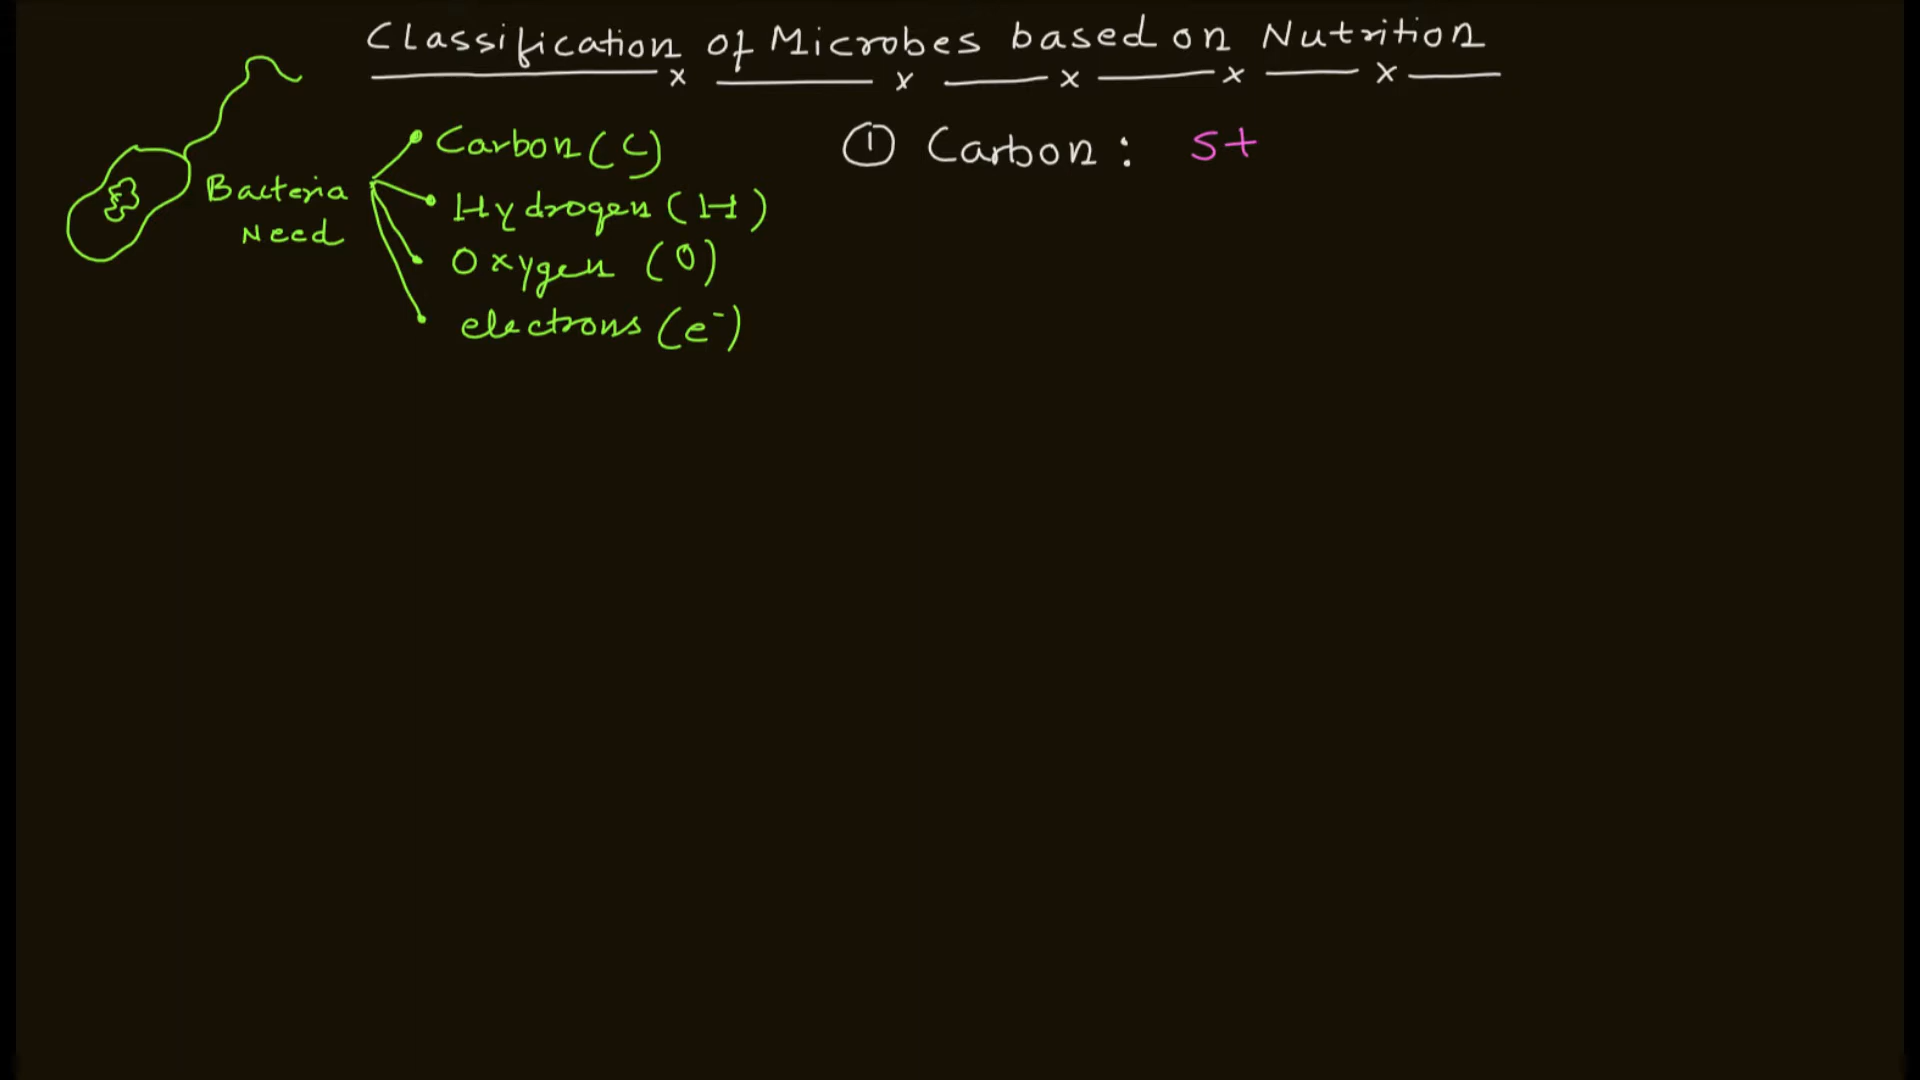 Classification of Microbes based on Nutrition
Bacteria
Need
Carbon (C)
Hydrogen (H)
Oxygen (O)
electrons (e⁻)
① Carbon : St